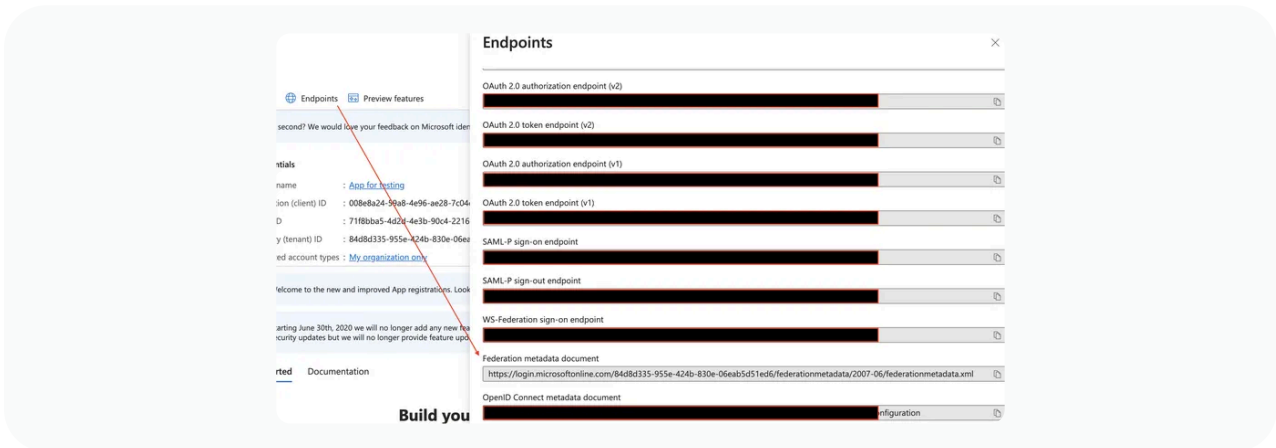 Endpoints
Endpoints Preview features
second? We would love your feedback on Microsoft iden
ntials
name : App for testing
tion (client) ID : 008e8a24-59a8-4e96-ae28-7c04
D : 71f8bba5-4d2d-4e3b-90c4-2216
y (tenant) ID : 84d8d335-955e-424b-830e-06ea
ed account types : My organization only
elcome to the new and improved App registrations. Look
arting June 30th, 2020 we will no longer add any new fea
ecurity updates but we will no longer provide feature upd
rted Documentation
Build you
OAuth 2.0 authorization endpoint (v2)
OAuth 2.0 token endpoint (v2)
OAuth 2.0 authorization endpoint (v1)
OAuth 2.0 token endpoint (v1)
SAML-P sign-on endpoint
SAML-P sign-out endpoint
WS-Federation sign-on endpoint
Federation metadata document
https://login.microsoftonline.com/84d8d335-955e-424b-830e-06eab5d51ed6/federationmetadata/2007-06/federationmetadata.xml
OpenID Connect metadata document
nfiguration